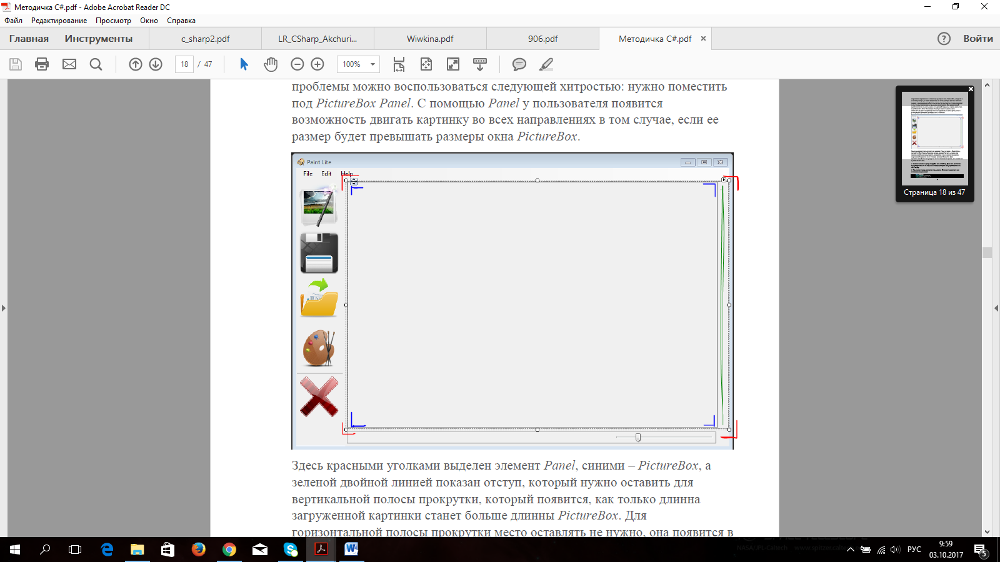 Методичка C#.pdf - Adobe Acrobat Reader DC
Файл Редактирование Просмотр Окно Справка
Главная Инструменты c_sharp2.pdf LR_CSharp_Akchuri... Wiwkina.pdf 906.pdf Методичка C#.pdf Войти
18 / 47 100%
проблемы можно воспользоваться следующей хитростью: нужно поместить
под PictureBox Panel. С помощью Panel у пользователя появится
возможность двигать картинку во всех направлениях в том случае, если ее
размер будет превышать размеры окна PictureBox.
Paint Lite
File Edit Help
Здесь красными уголками выделен элемент Panel, синими – PictureBox, а
зеленой двойной линией показан отступ, который нужно оставить для
вертикальной полосы прокрутки, который появится, как только длинна
загруженной картинки станет больше длинны PictureBox. Для
горизонтальной полосы прокрутки место оставлять не нужно, она появится в
Страница 18 из 47
NASA/JPL-Caltech
РУС
9:59
03.10.2017
5